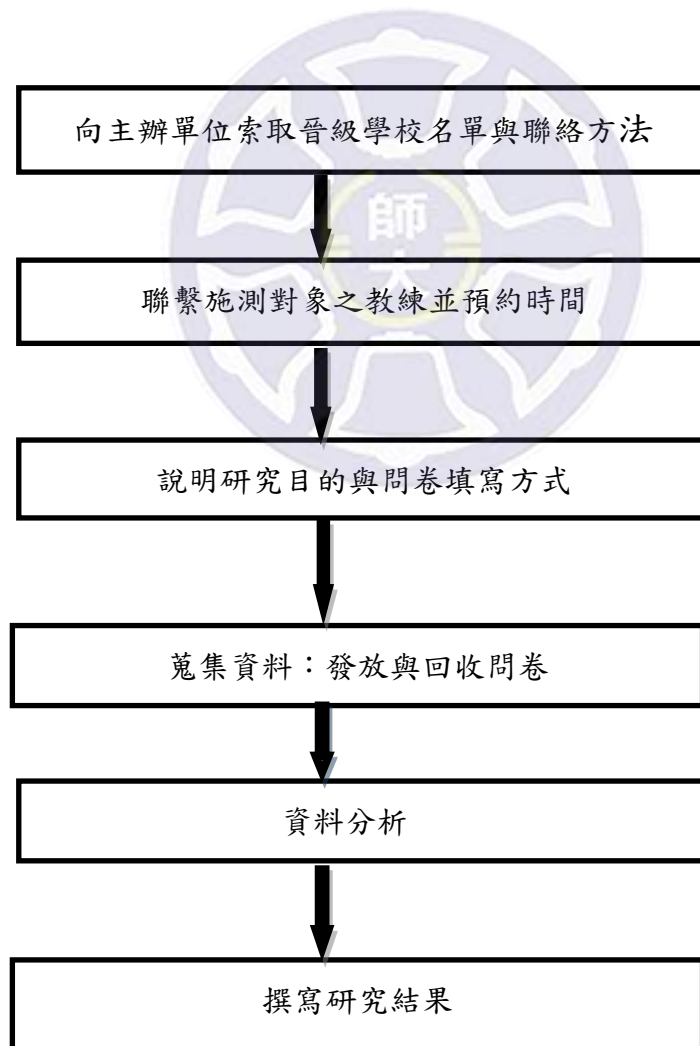 向主辦單位索取晉級學校名單與聯絡方法
師
大
聯繫施測對象之教練並預約時間
說明研究目的與問卷填寫方式
蒐集資料：發放與回收問卷
資料分析
撰寫研究結果